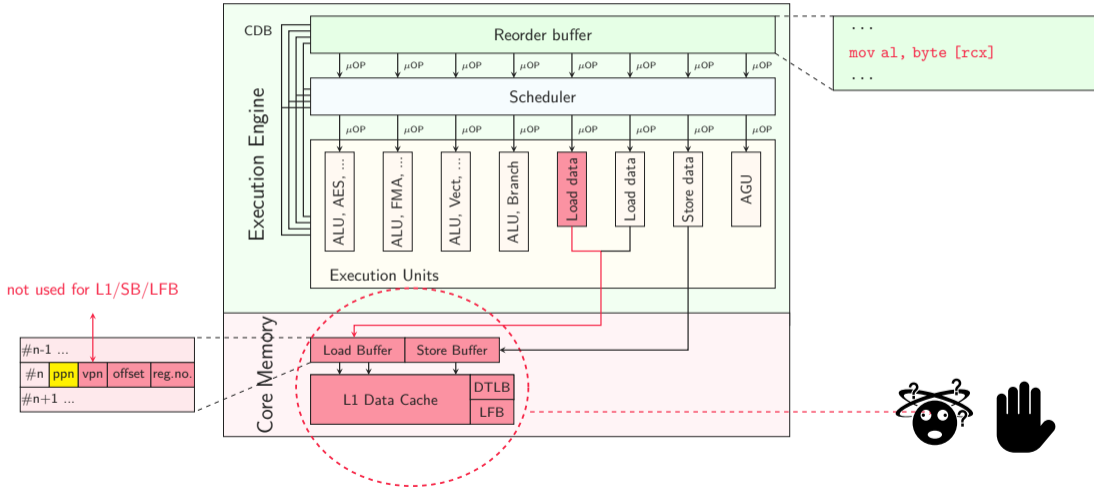 CDB
Reorder buffer
...
mov al, byte [rcx]
...
μOP μOP μOP μOP μOP μOP μOP μOP
Scheduler
μOP μOP μOP μOP μOP μOP μOP μOP
Execution Engine
ALU, AES, ...
ALU, FMA, ...
ALU, Vect, ...
ALU, Branch
Load data
Load data
Store data
AGU
Execution Units
not used for L1/SB/LFB
Core Memory
#n-1 ...
#n ppn vpn offset reg.no.
#n+1 ...
Load Buffer Store Buffer
L1 Data Cache
DTLB
LFB
? ? ?